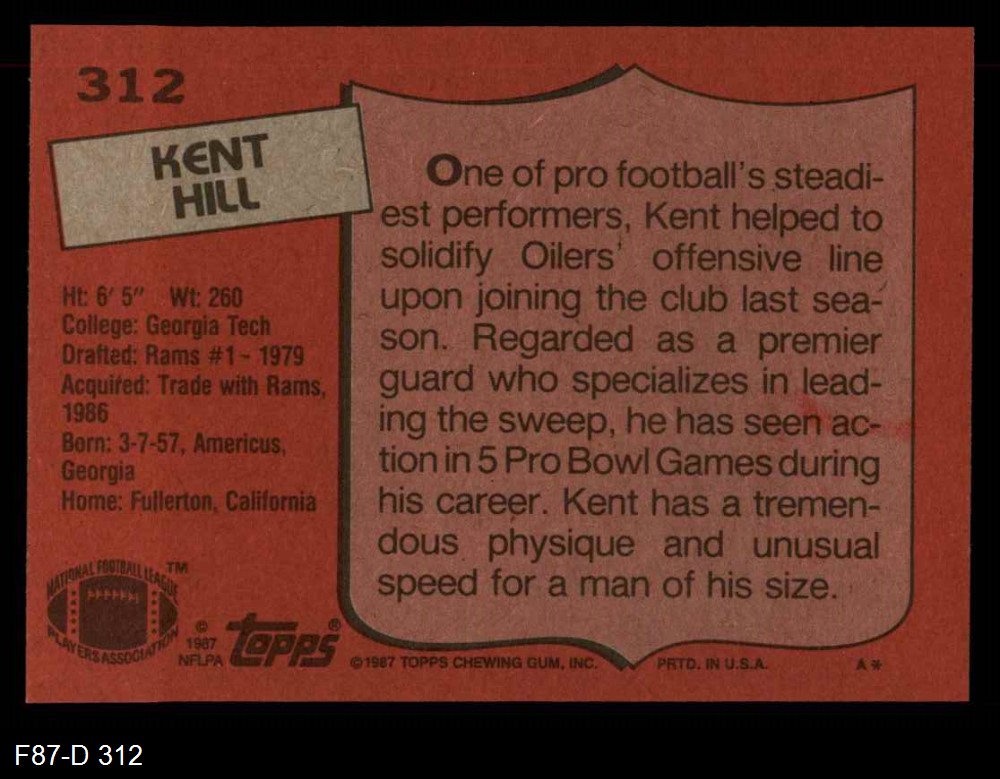 312
KENT
HILL
Ht: 6' 5" Wt: 260
College: Georgia Tech
Drafted: Rams #1 - 1979
Acquired: Trade with Rams,
1986
Born: 3-7-57, Americus,
Georgia
Home: Fullerton, California
One of pro football's steadi-
est performers, Kent helped to
solidify Oilers' offensive line
upon joining the club last sea-
son. Regarded as a premier
guard who specializes in lead-
ing the sweep, he has seen ac-
tion in 5 Pro Bowl Games during
his career. Kent has a tremen-
dous physique and unusual
speed for a man of his size.
NATIONAL FOOTBALL LEAGUE
PLAYERS ASSOCIATION
TM
©
1987
NFLPA
topps®
©1987 TOPPS CHEWING GUM, INC. PRTD. IN U.S.A. A*
F87-D 312